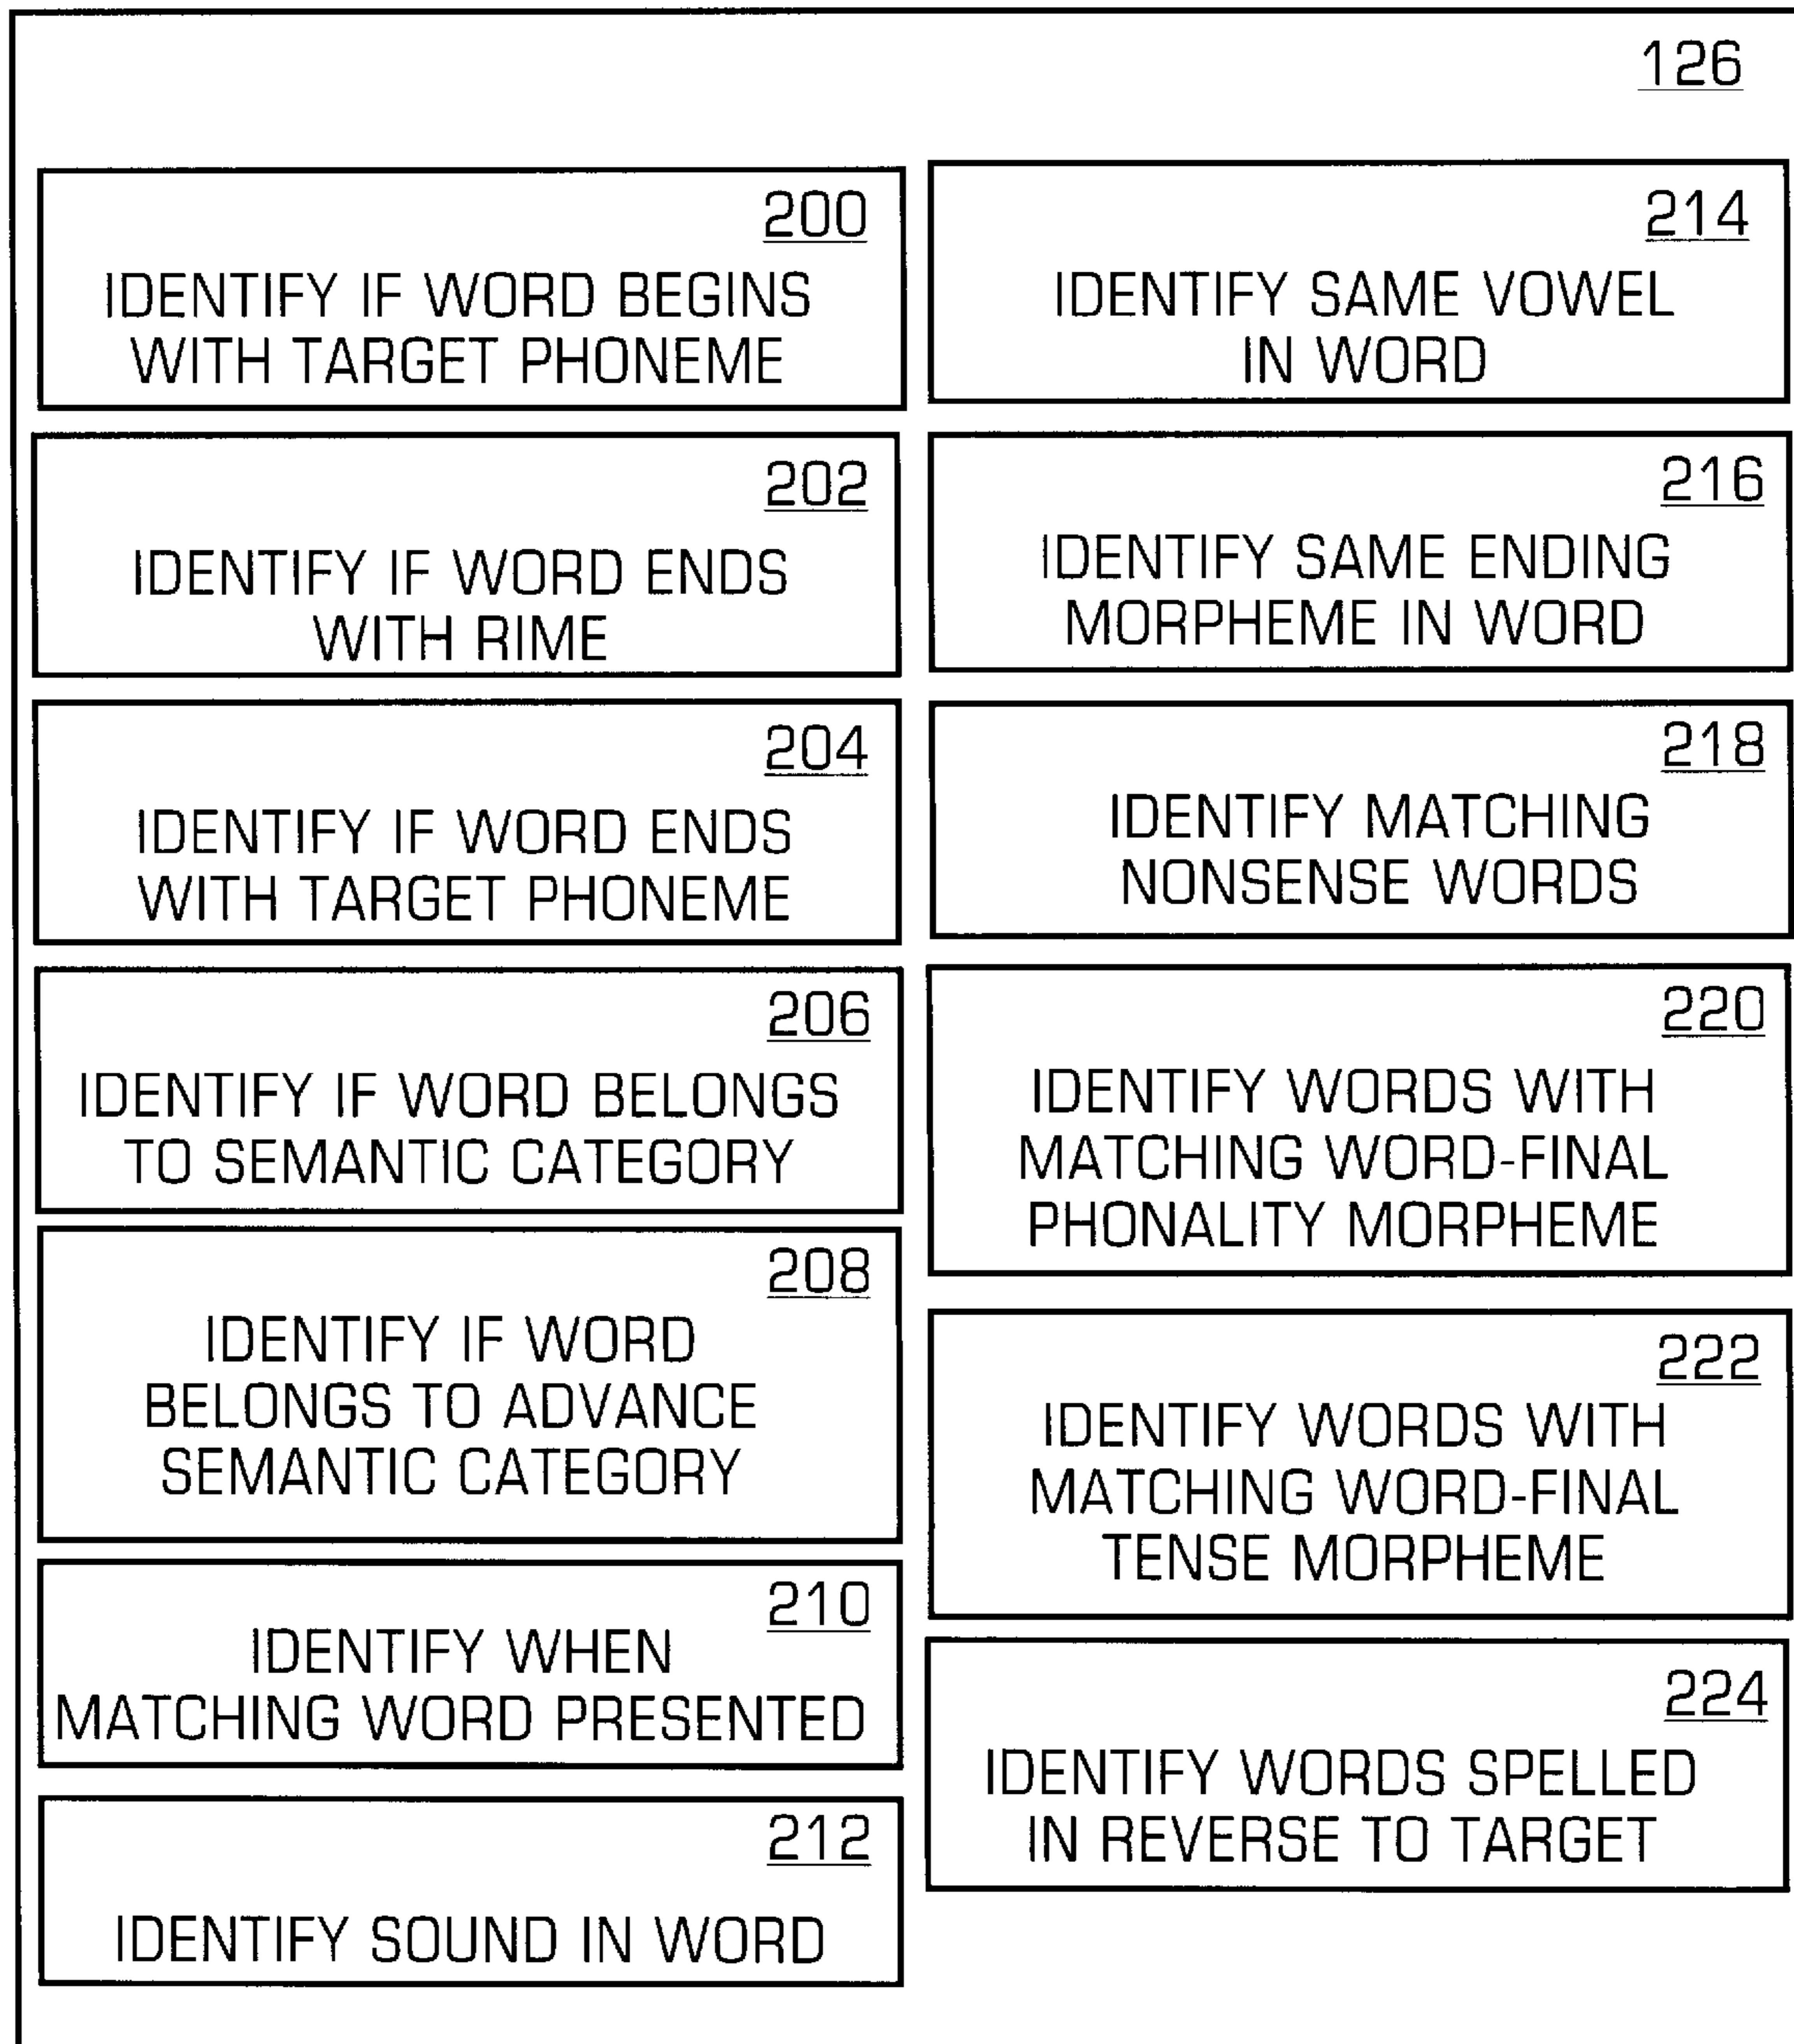 126
200
IDENTIFY IF WORD BEGINS
WITH TARGET PHONEME
202
IDENTIFY IF WORD ENDS
WITH RIME
204
IDENTIFY IF WORD ENDS
WITH TARGET PHONEME
206
IDENTIFY IF WORD BELONGS
TO SEMANTIC CATEGORY
208
IDENTIFY IF WORD
BELONGS TO ADVANCE
SEMANTIC CATEGORY
210
IDENTIFY WHEN
MATCHING WORD PRESENTED
212
IDENTIFY SOUND IN WORD
214
IDENTIFY SAME VOWEL
IN WORD
216
IDENTIFY SAME ENDING
MORPHEME IN WORD
218
IDENTIFY MATCHING
NONSENSE WORDS
220
IDENTIFY WORDS WITH
MATCHING WORD-FINAL
PHONALITY MORPHEME
222
IDENTIFY WORDS WITH
MATCHING WORD-FINAL
TENSE MORPHEME
224
IDENTIFY WORDS SPELLED
IN REVERSE TO TARGET